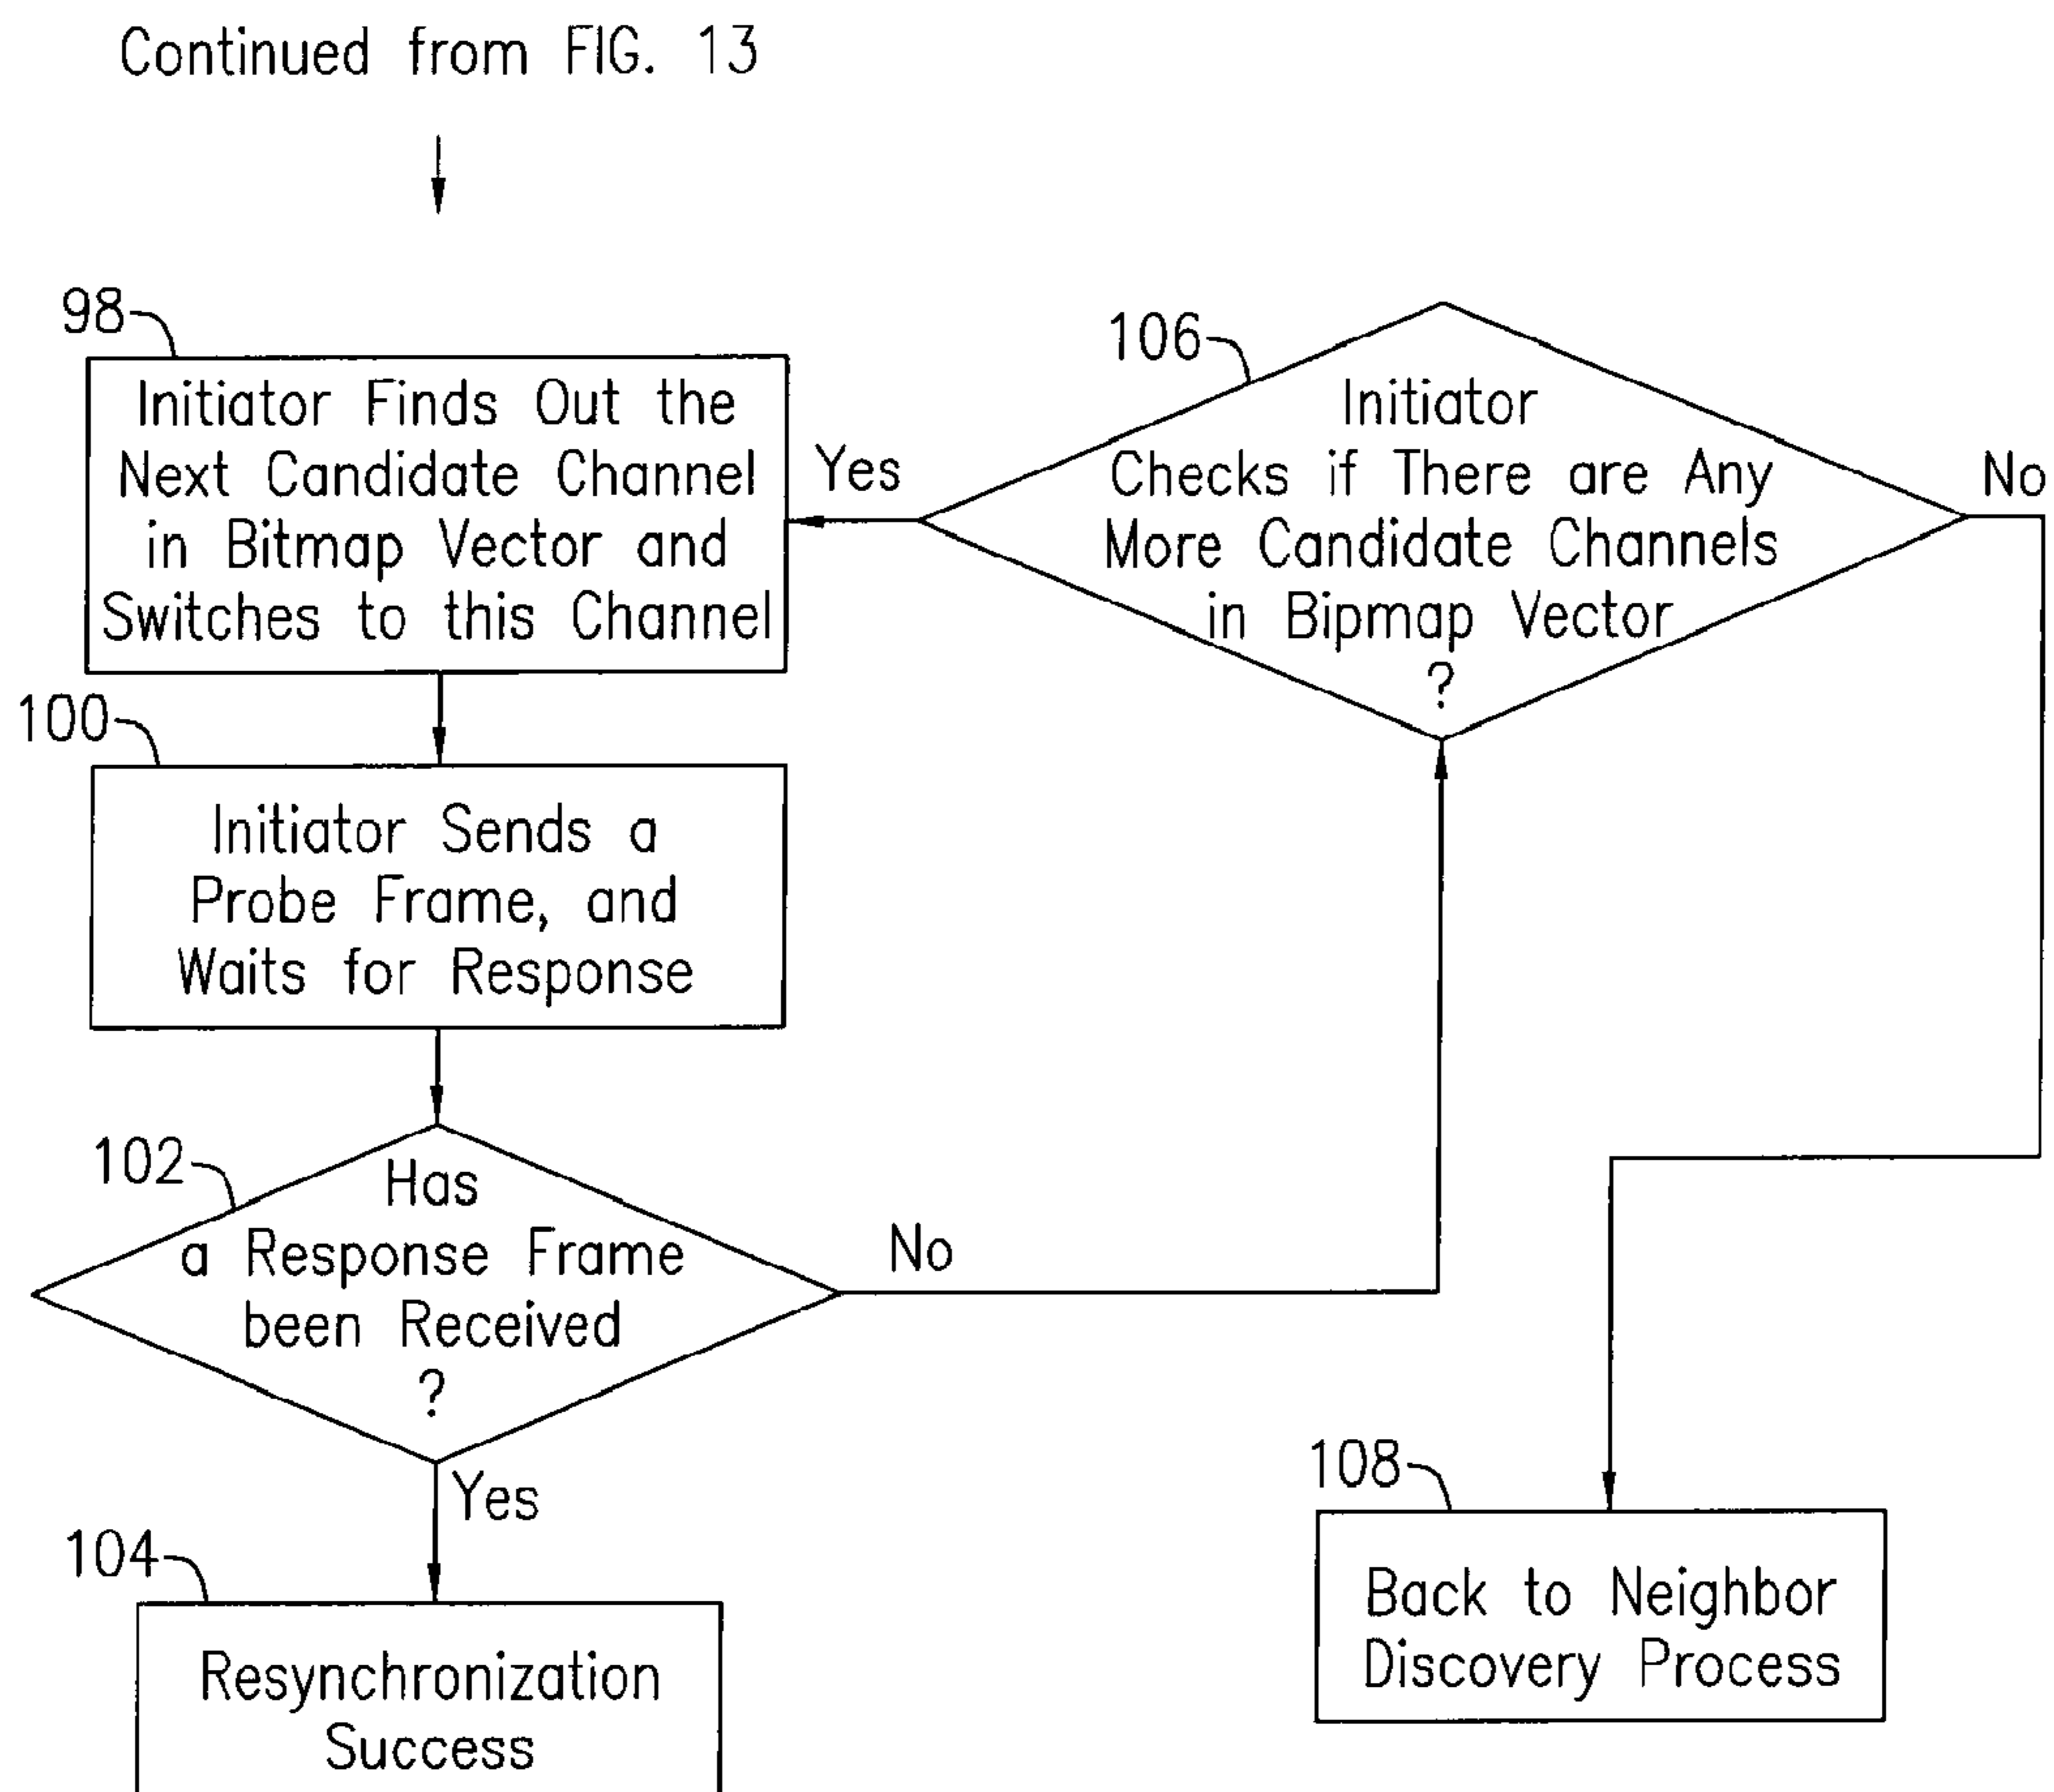 Continued from FIG. 13
98
Initiator Finds Out the
Next Candidate Channel
in Bitmap Vector and
Switches to this Channel
100
Initiator Sends a
Probe Frame, and
Waits for Response
102
Has
a Response Frame
been Received
?
No
Yes
104
Resynchronization
Success
106
Initiator
Checks if There are Any
More Candidate Channels
in Bipmap Vector
?
Yes
No
108
Back to Neighbor
Discovery Process